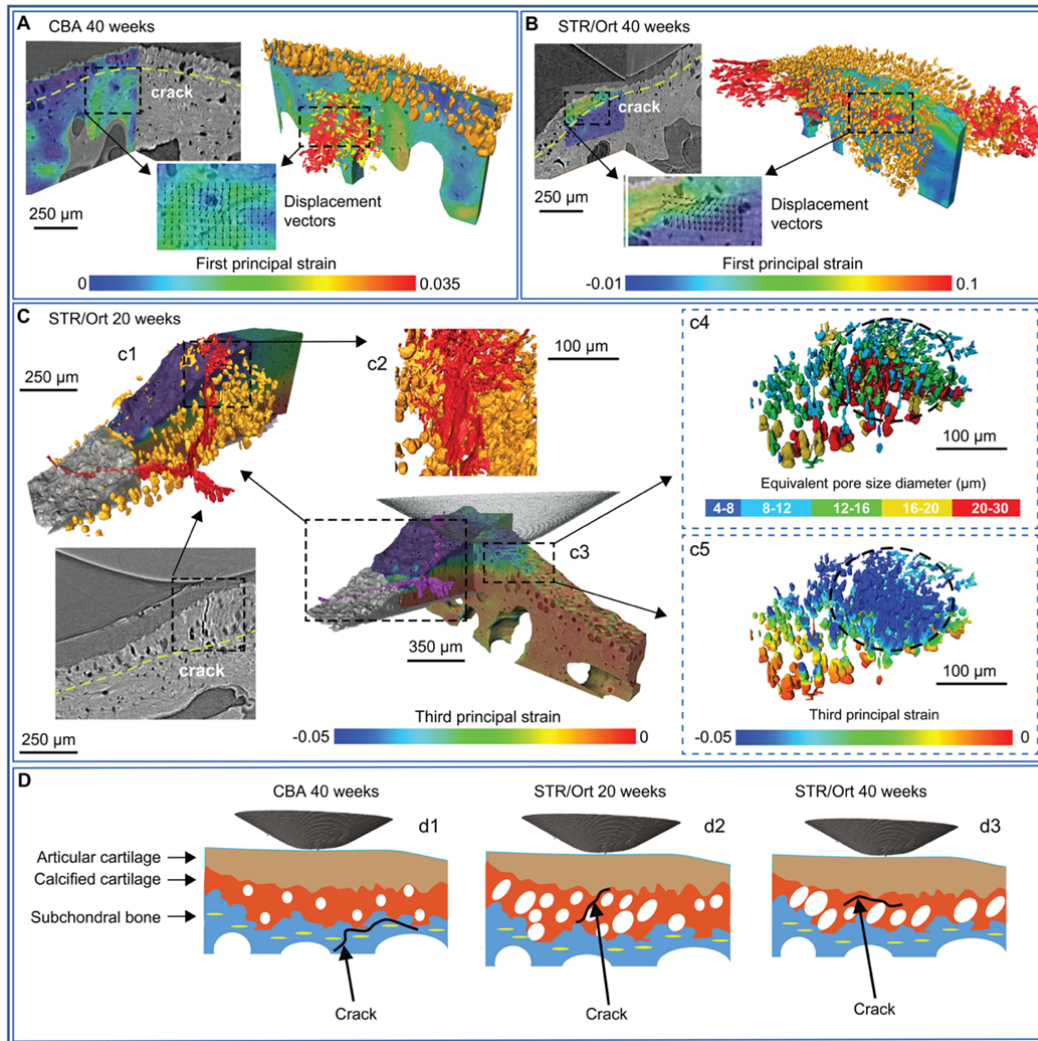 A
CBA 40 weeks
crack
Displacement
vectors
250 µm
First principal strain
0
0.035
B
STR/Ort 40 weeks
crack
Displacement
vectors
250 µm
First principal strain
-0.01
0.1
C
STR/Ort 20 weeks
c1
250 µm
c2
100 µm
c3
350 µm
crack
250 µm
Third principal strain
-0.05
0
c4
100 µm
Equivalent pore size diameter (µm)
4-8 8-12 12-16 16-20 20-30
c5
100 µm
Third principal strain
-0.05
0
D
CBA 40 weeks
d1
STR/Ort 20 weeks
d2
STR/Ort 40 weeks
d3
Articular cartilage
Calcified cartilage
Subchondral bone
Crack
Crack
Crack